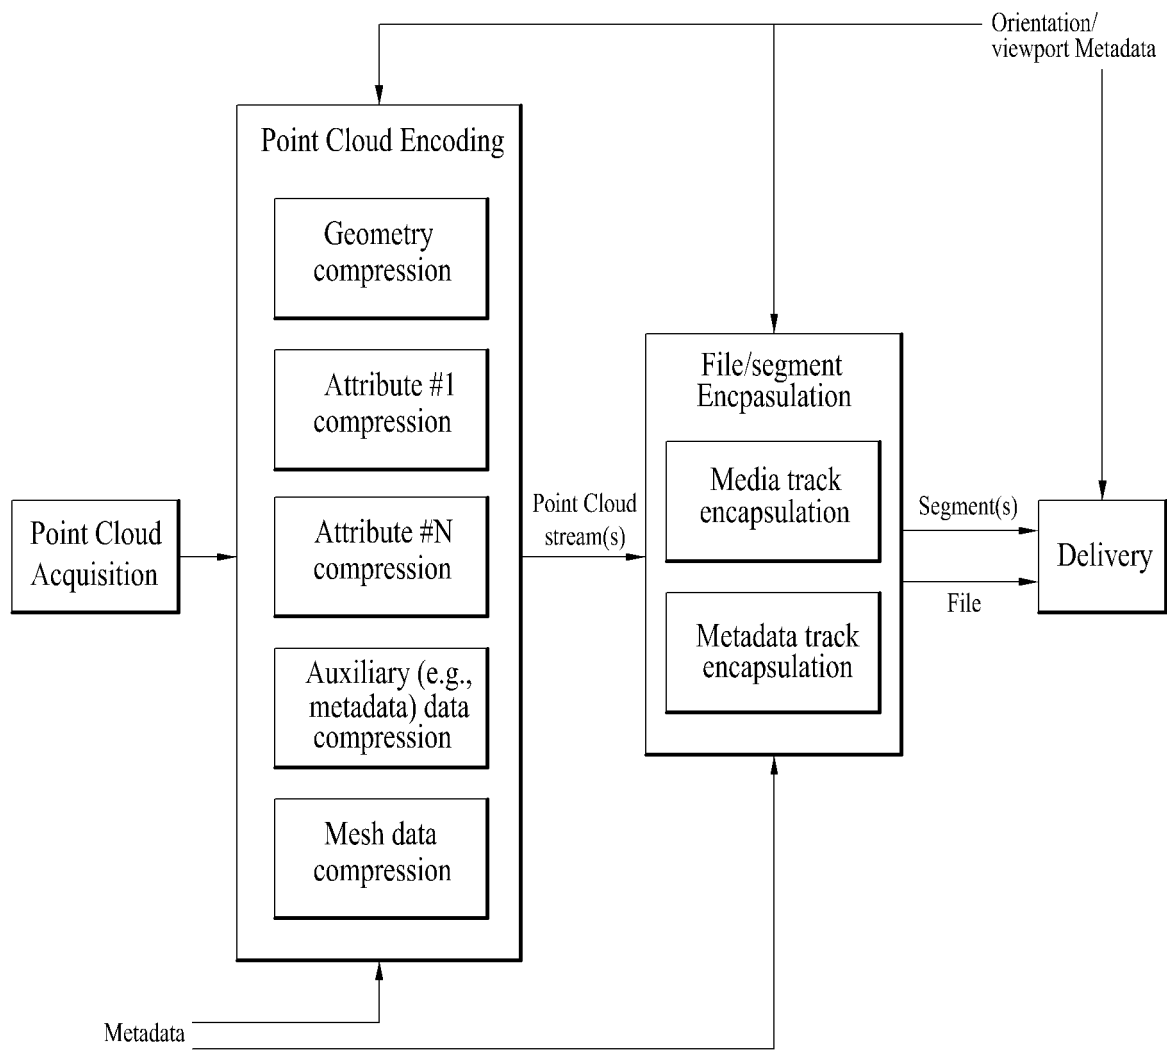 Orientation/
viewport Metadata
Point Cloud Encoding
Geometry
compression
Attribute #1
compression
Attribute #N
compression
Auxiliary (e.g.,
metadata) data
compression
Mesh data
compression
Point Cloud
Acquisition
Point Cloud
stream(s)
File/segment
Encpasulation
Media track
encapsulation
Metadata track
encapsulation
Segment(s)
File
Delivery
Metadata